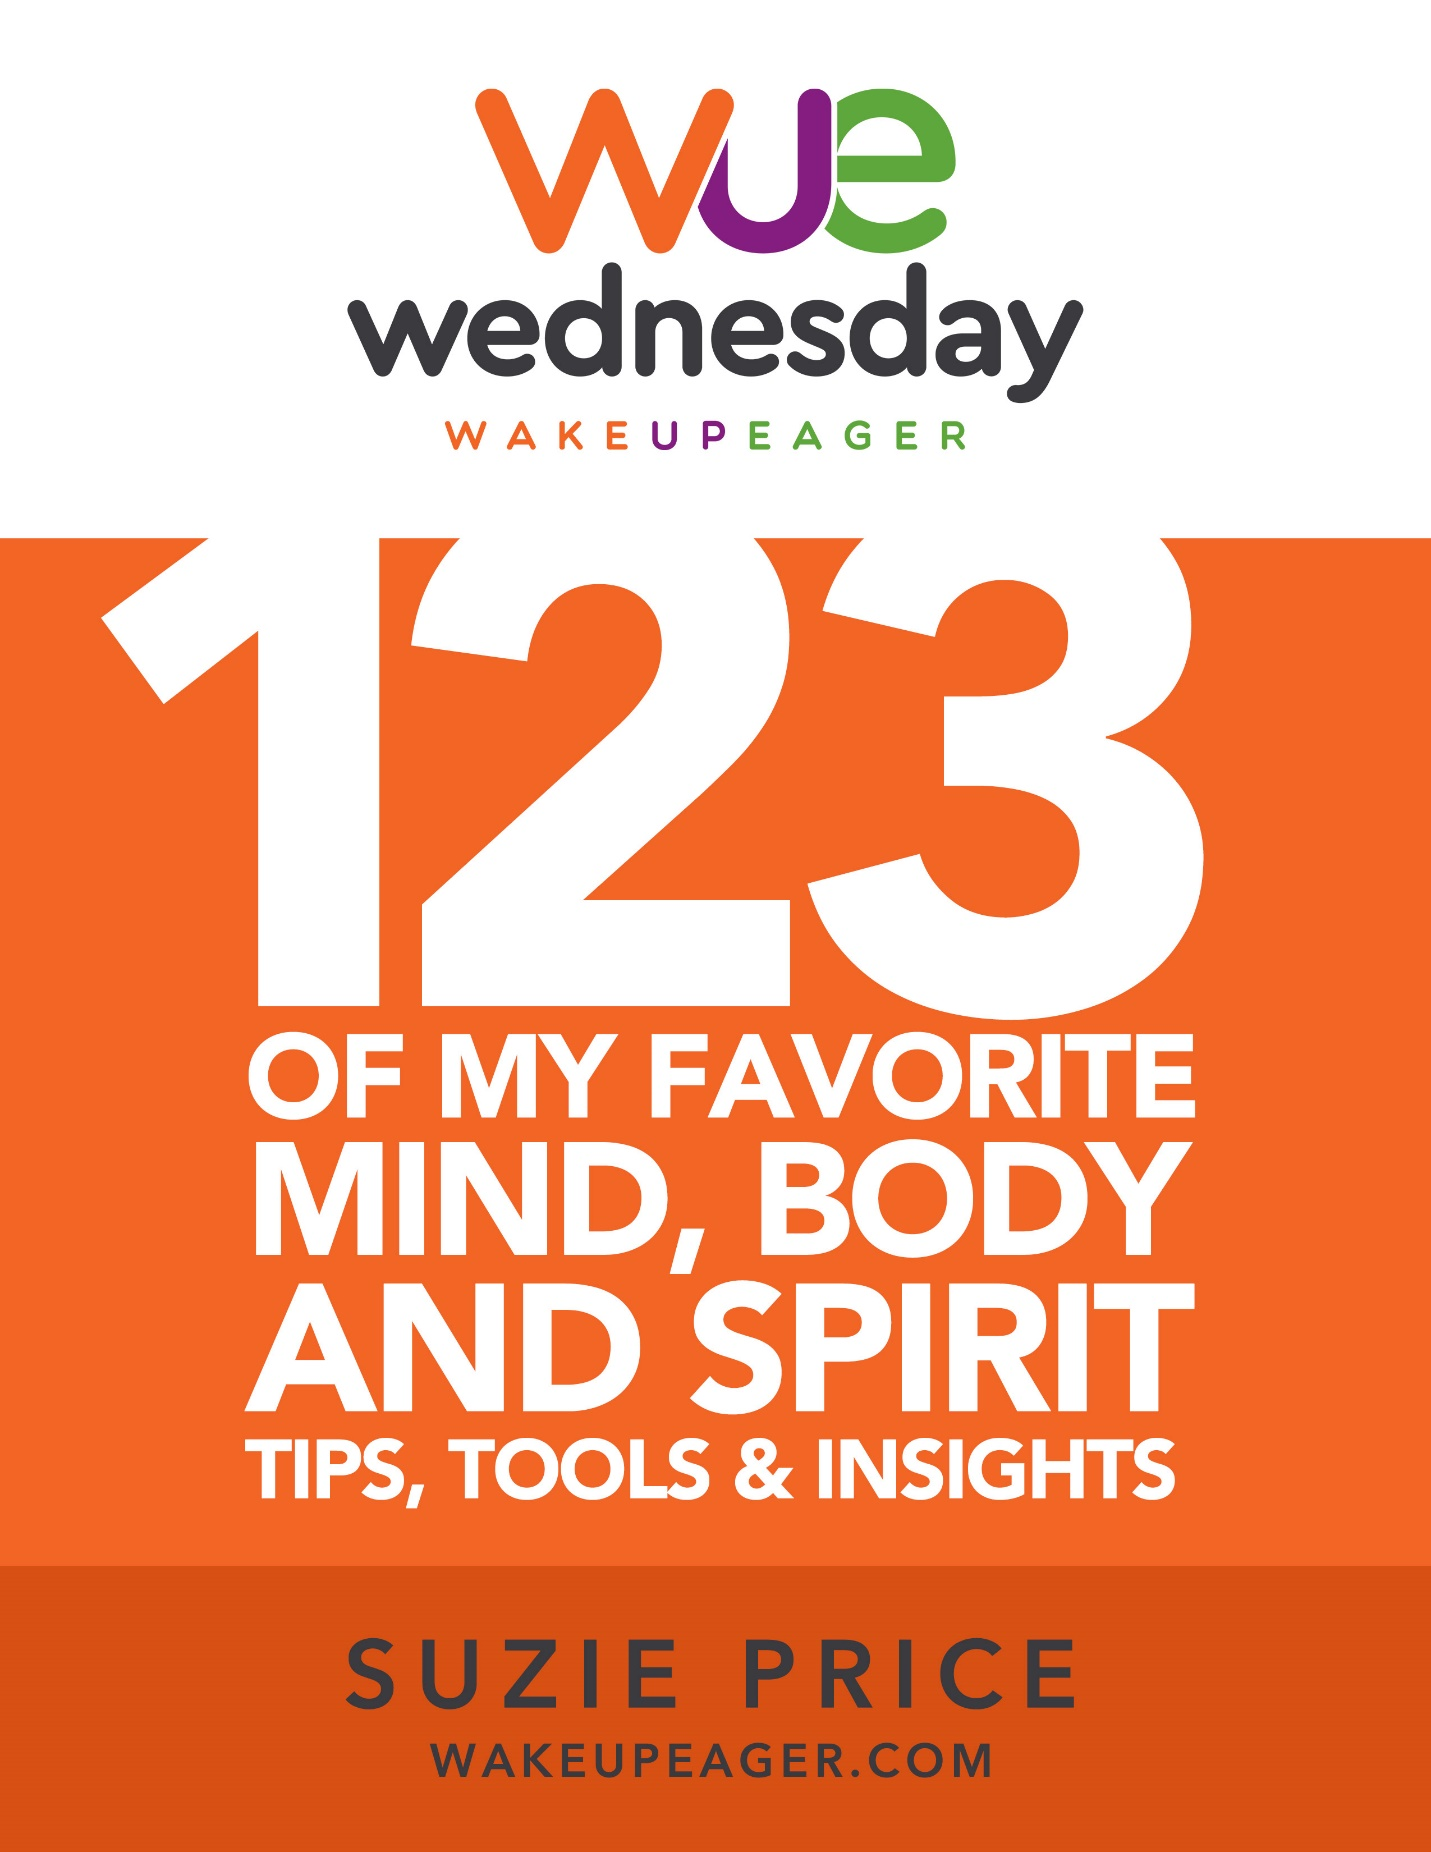 wue
wednesday
WAKEUPEAGER
123
OF MY FAVORITE
MIND, BODY
AND SPIRIT
TIPS, TOOLS & INSIGHTS
SUZIE PRICE
WAKEUPEAGER.COM